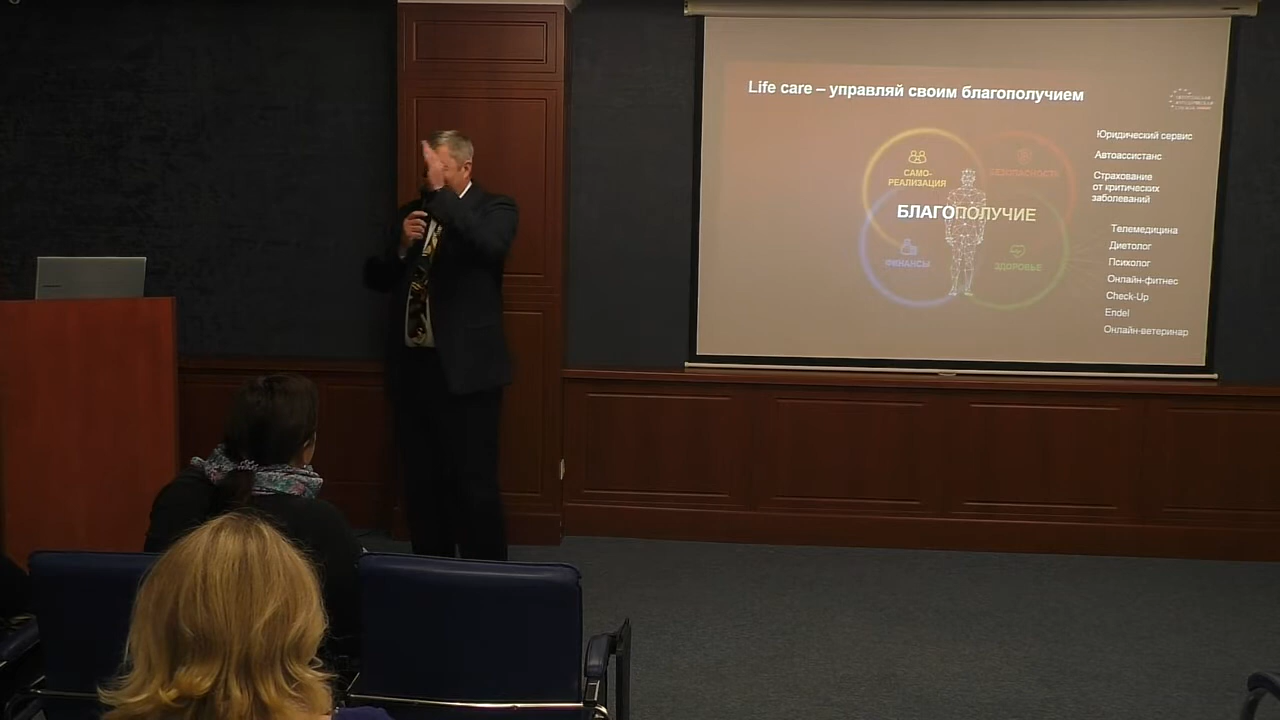 Life care – управляй своим благополучием
САМО-
РЕАЛИЗАЦИЯ
БЕЗОПАСНОСТЬ
БЛАГОПОЛУЧИЕ
ФИНАНСЫ
ЗДОРОВЬЕ
Юридический сервис
Автоассистанс
Страхование
от критических
заболеваний
Телемедицина
Диетолог
Психолог
Онлайн-фитнес
Check-Up
Endel
Онлайн-ветеринар